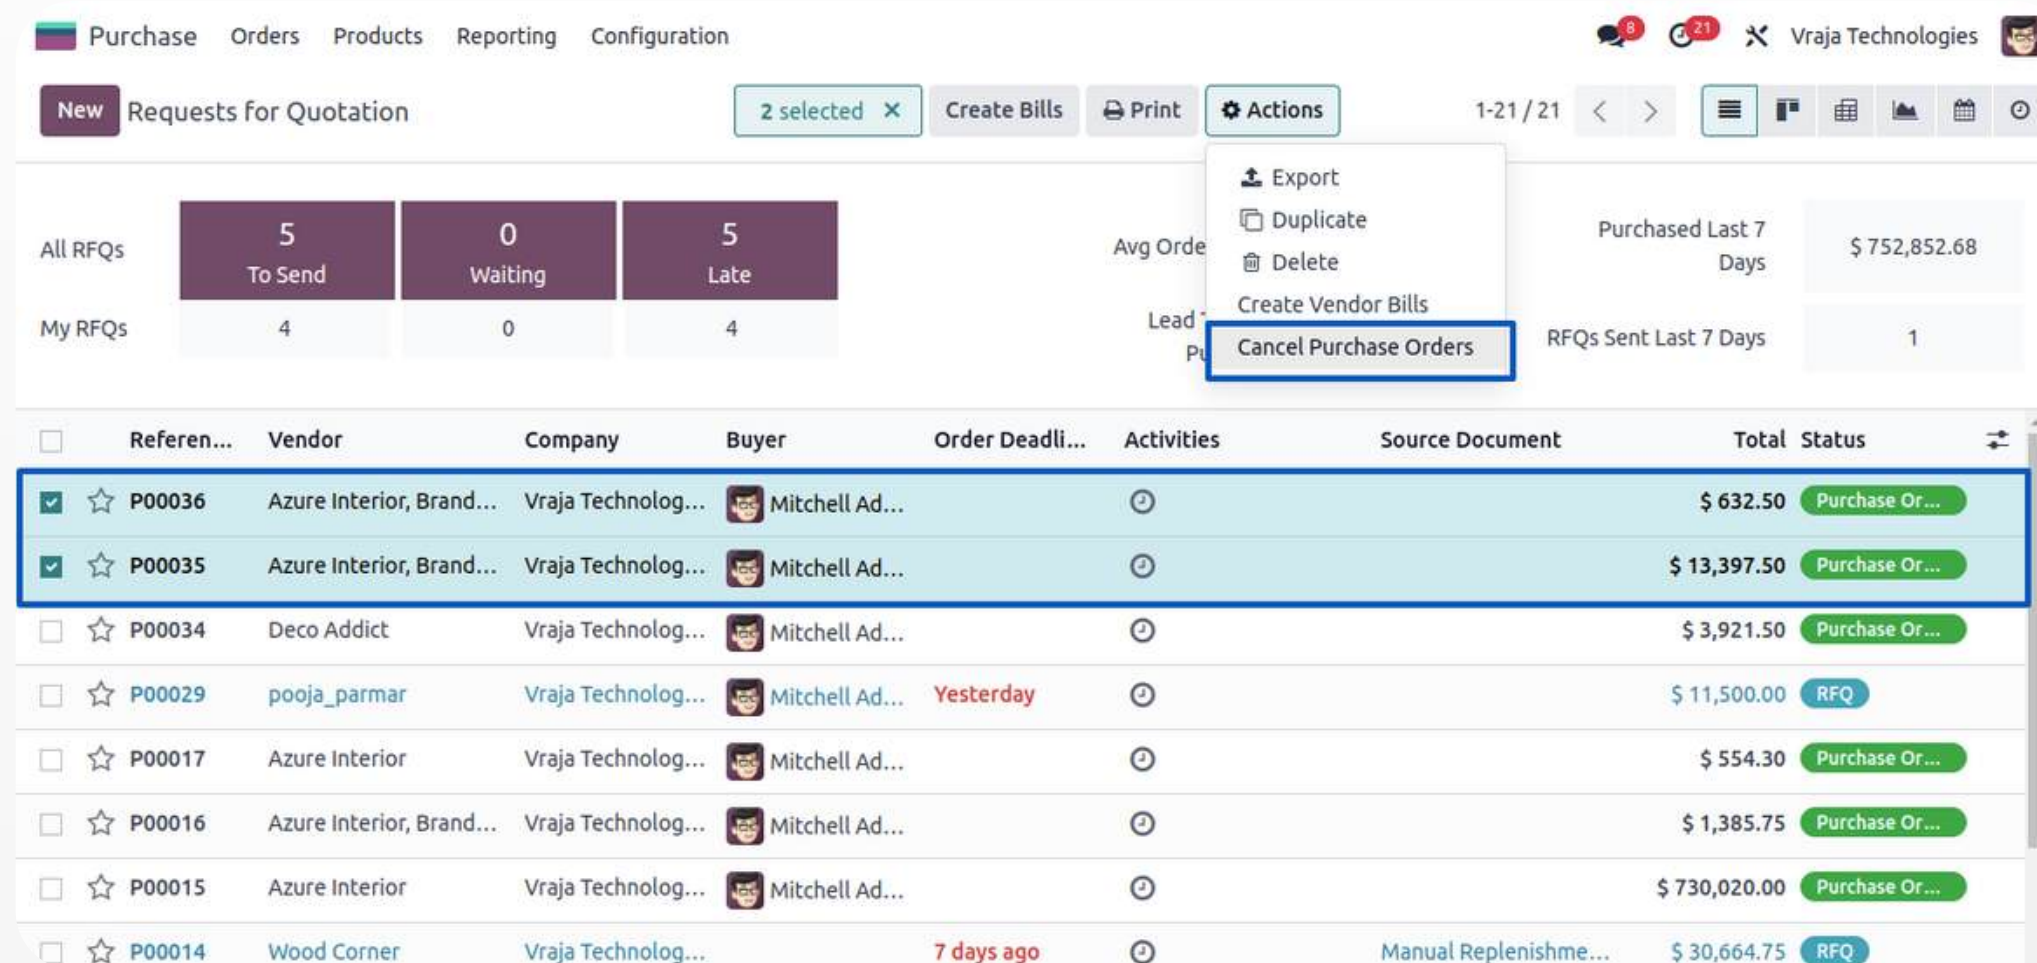 Purchase Orders Products Reporting Configuration 8 21 Vraja Technologies
New Requests for Quotation 2 selected × Create Bills Print Actions 1-21 / 21
Export
Duplicate
Delete
Create Vendor Bills
Cancel Purchase Orders
All RFQs 5 To Send 0 Waiting 5 Late
My RFQs 4 0 4
Avg Orde
Lead
Pu
Purchased Last 7
Days
$ 752,852.68
RFQs Sent Last 7 Days 1
Referen... Vendor Company Buyer Order Deadli... Activities Source Document Total Status
P00036 Azure Interior, Brand... Vraja Technolog... Mitchell Ad... $ 632.50 Purchase Or...
P00035 Azure Interior, Brand... Vraja Technolog... Mitchell Ad... $ 13,397.50 Purchase Or...
P00034 Deco Addict Vraja Technolog... Mitchell Ad... $ 3,921.50 Purchase Or...
P00029 pooja_parmar Vraja Technolog... Mitchell Ad... Yesterday $ 11,500.00 RFQ
P00017 Azure Interior Vraja Technolog... Mitchell Ad... $ 554.30 Purchase Or...
P00016 Azure Interior, Brand... Vraja Technolog... Mitchell Ad... $ 1,385.75 Purchase Or...
P00015 Azure Interior Vraja Technolog... Mitchell Ad... $ 730,020.00 Purchase Or...
P00014 Wood Corner Vraja Technolog... 7 days ago Manual Replenishme... $ 30,664.75 RFQ